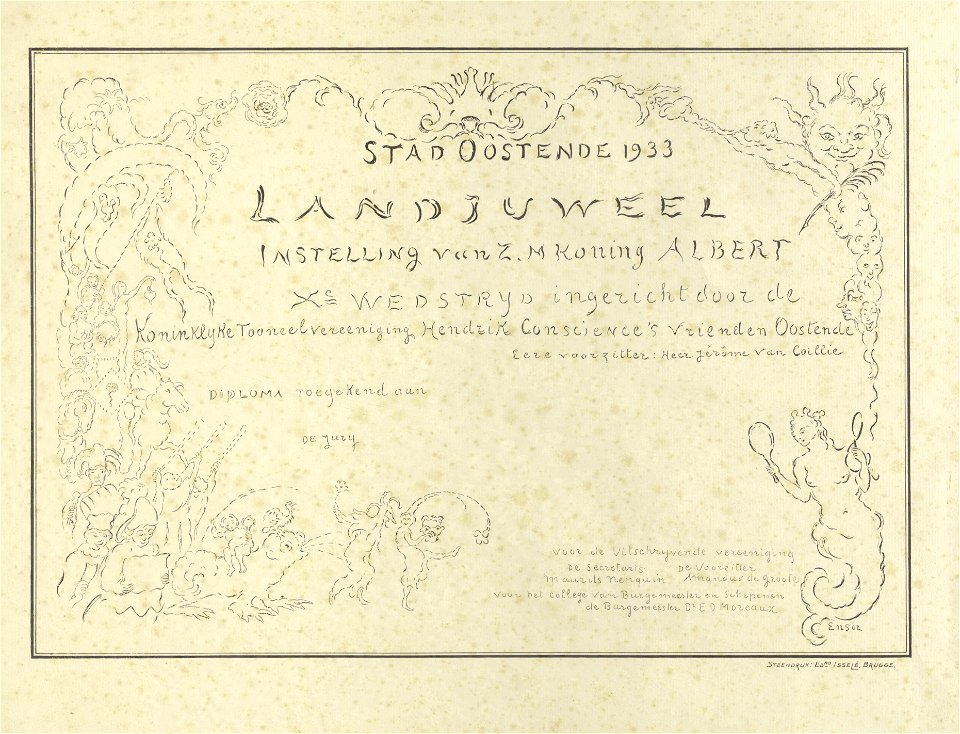 STAD OOSTENDE 1933
LANDJUWEEL
INSTELLING van Z. M Koning ALBERT
Xe WEDSTRYD ingericht door de
Koninklyke Tooneelvereeniging Hendrik Conscience's Vrienden Oostende
Eere voorzitter: Heer Jérôme Van Coillie
DIPLOMA toegekend aan
DE Jury
voor de Uitschryvende vereeniging
De Secretaris De Voorzitter
Maurits Nenquin Amandus de Groote
voor het College van Burgemeester en Schepenen
de Burgemeester Dr. E D Moreaux
Ensor
STEENDRUK: EDrd ISSELÉ, BRUGGE.